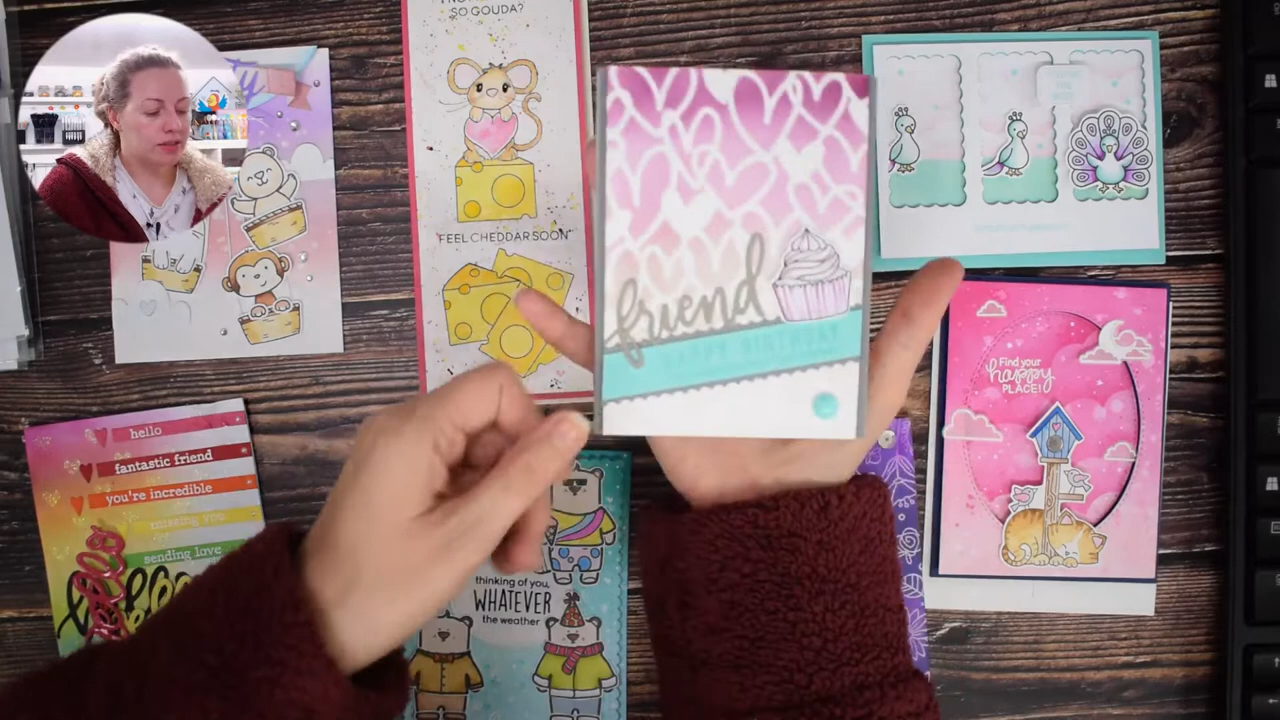 SO GOUDA?
FEEL CHEDDAR SOON
friend
HAPPY BIRTHDAY
Find your
happy
PLACE!
hello
fantastic friend
you're incredible
missing you
sending love
hello
thinking of you,
WHATEVER
the weather